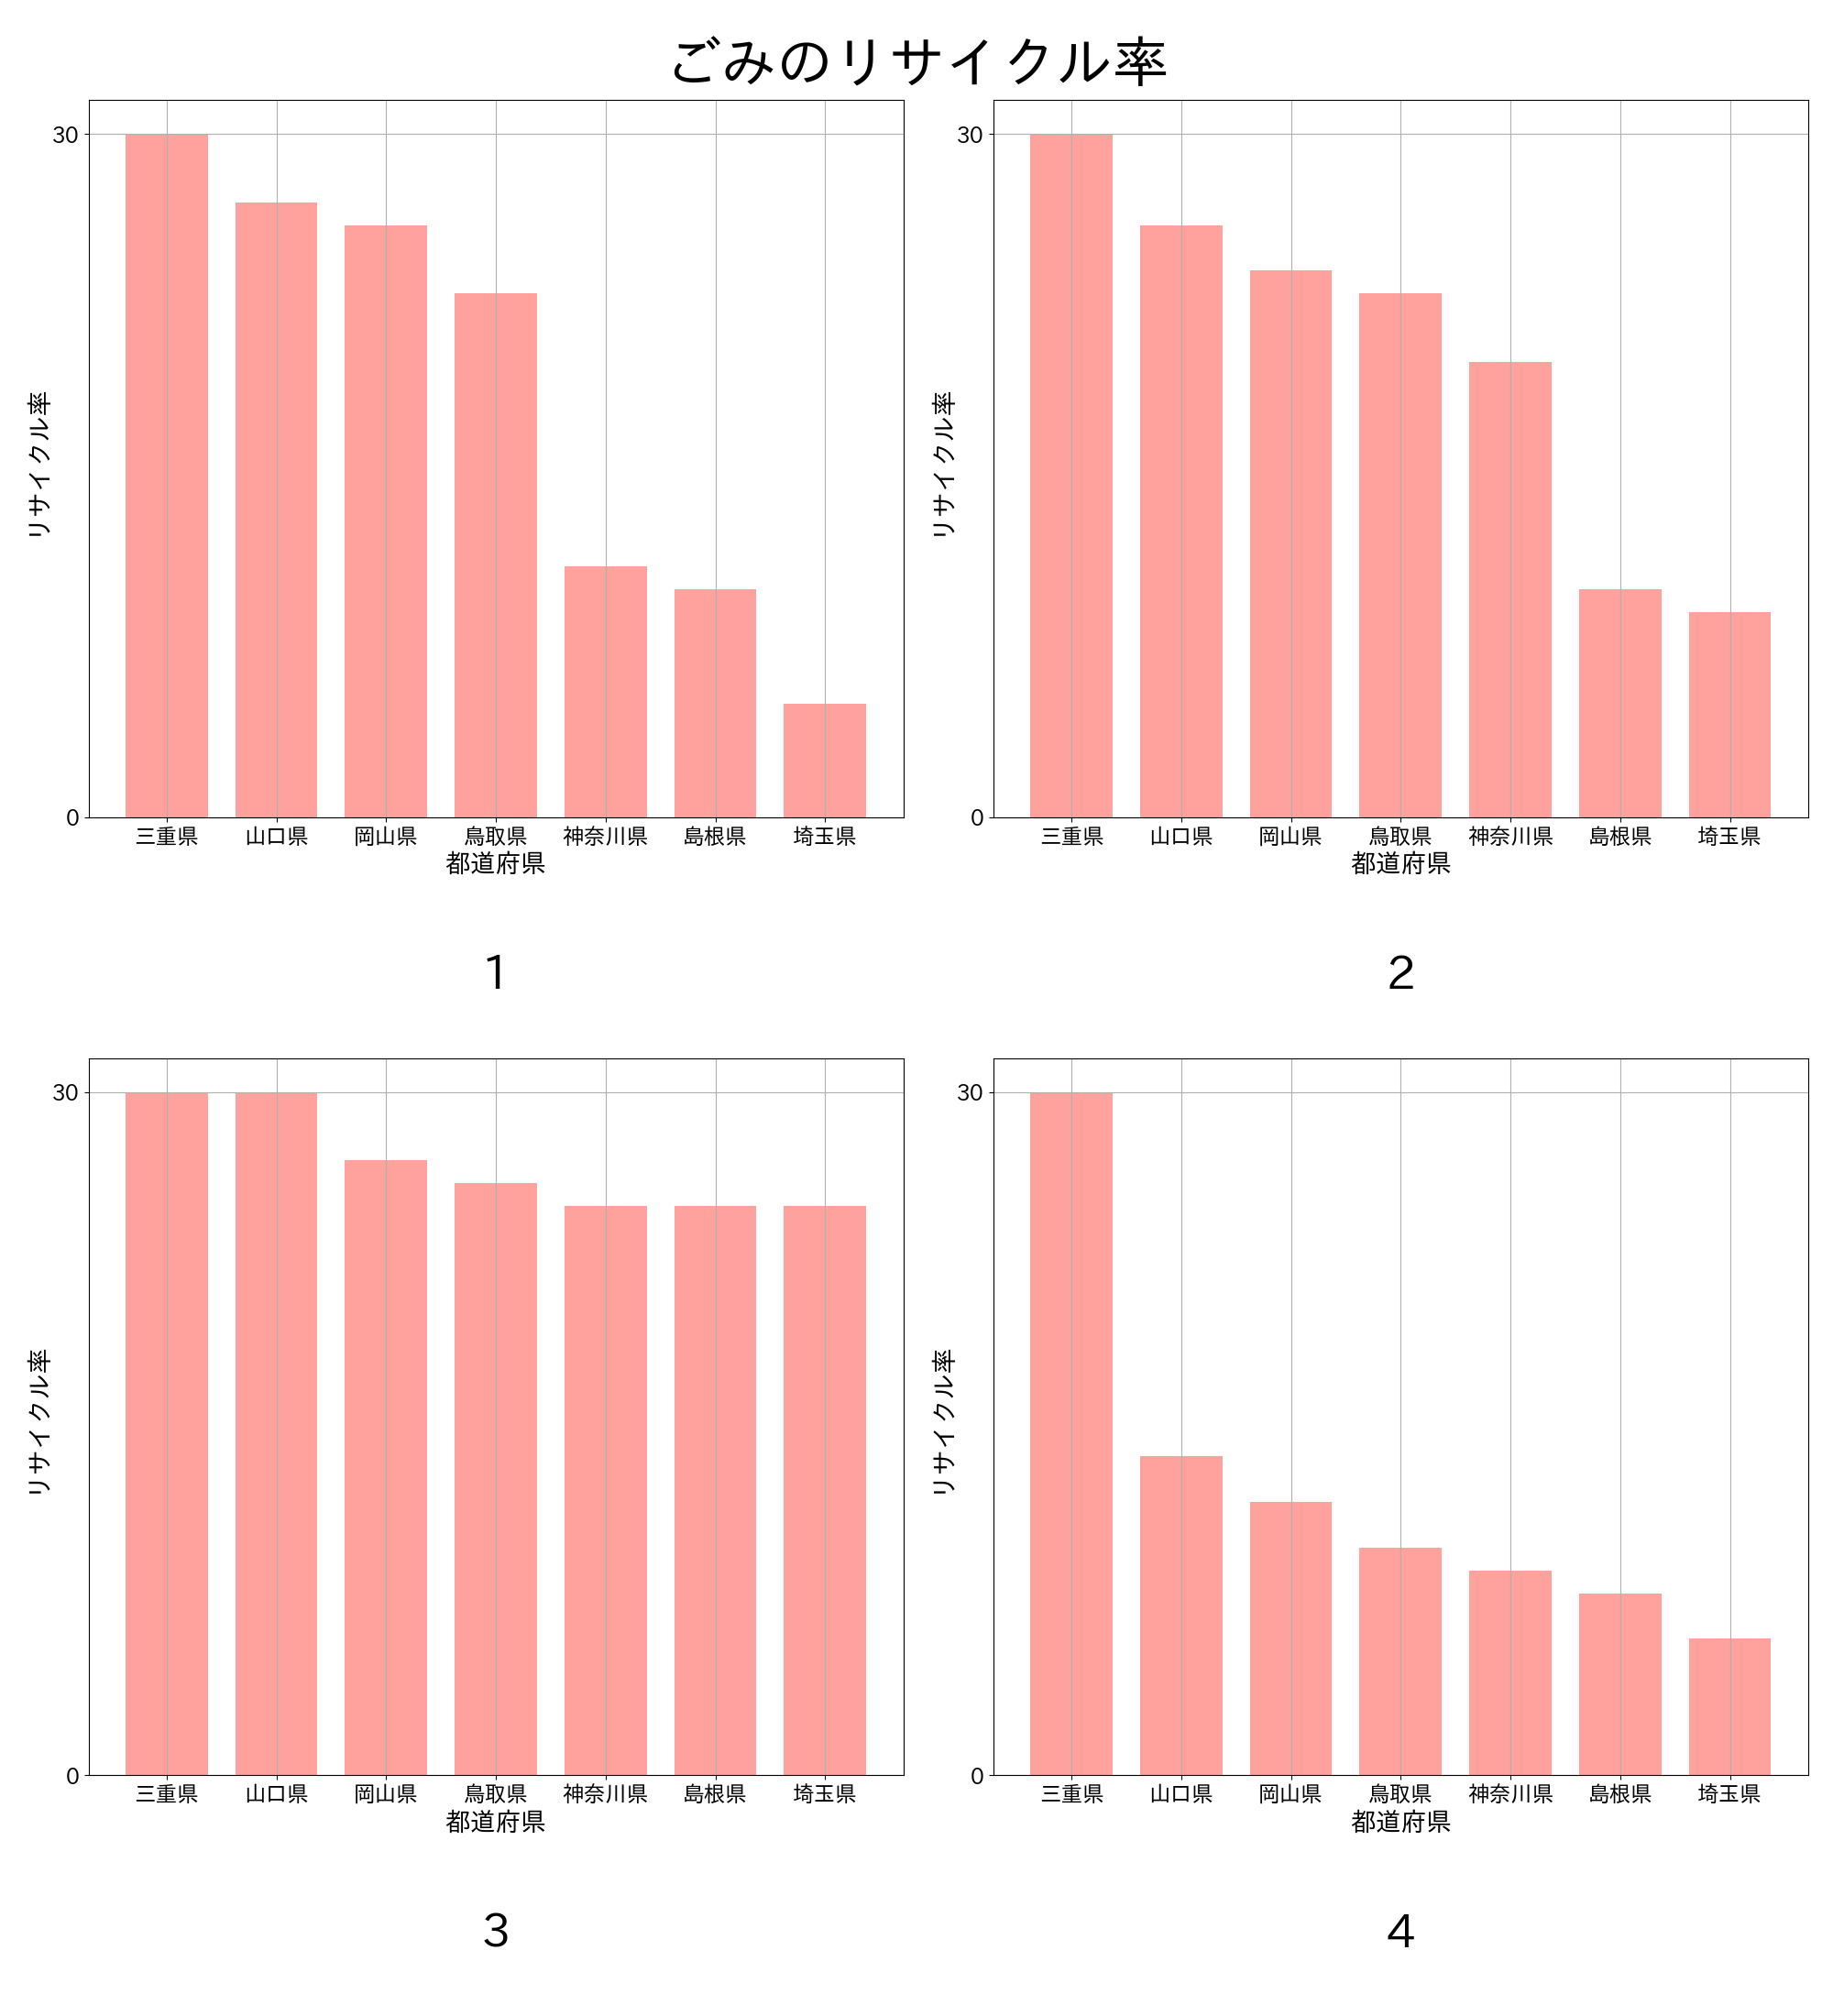 ごみのリサイクル率
30
0
リサイクル率
三重県 山口県 岡山県 鳥取県 神奈川県 島根県 埼玉県
都道府県
1
30
0
リサイクル率
三重県 山口県 岡山県 鳥取県 神奈川県 島根県 埼玉県
都道府県
2
30
0
リサイクル率
三重県 山口県 岡山県 鳥取県 神奈川県 島根県 埼玉県
都道府県
3
30
0
リサイクル率
三重県 山口県 岡山県 鳥取県 神奈川県 島根県 埼玉県
都道府県
4